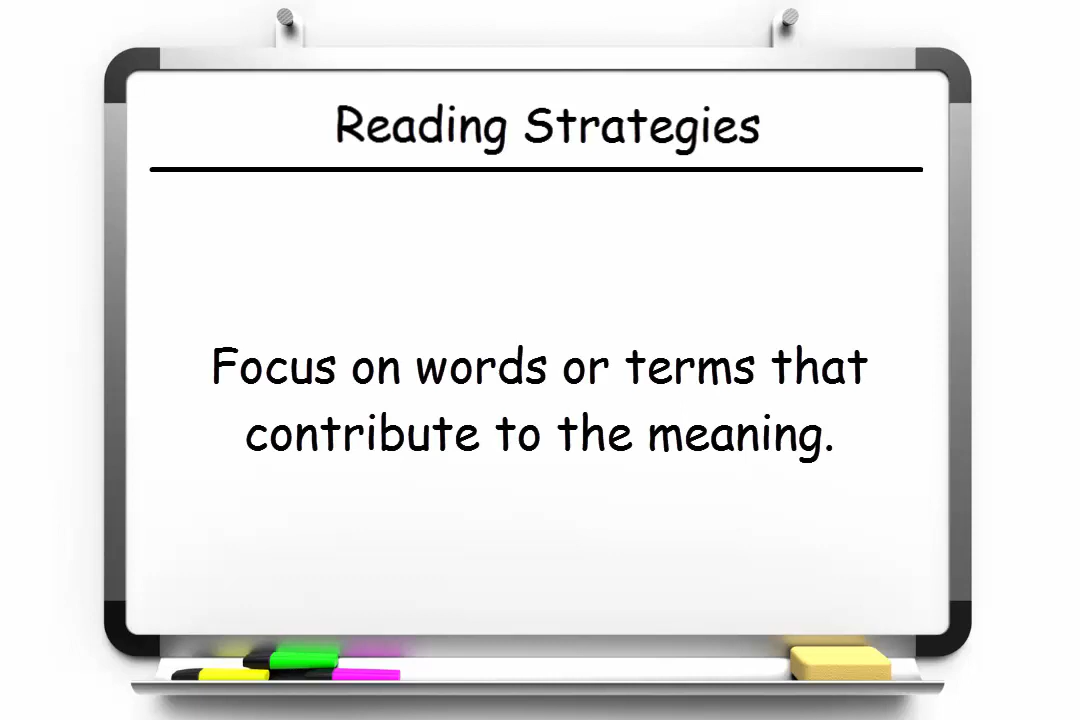 Reading Strategies
Focus on words or terms that
contribute to the meaning.